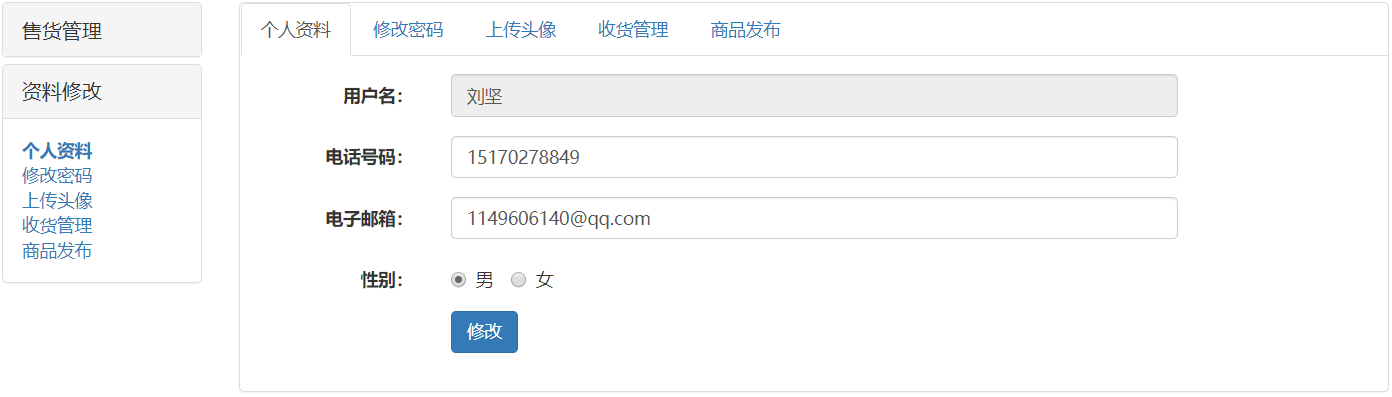 售货管理
资料修改
个人资料
修改密码
上传头像
收货管理
商品发布
个人资料 修改密码 上传头像 收货管理 商品发布
用户名： 刘坚
电话号码： 15170278849
电子邮箱： 1149606140@qq.com
性别： 男 女
修改